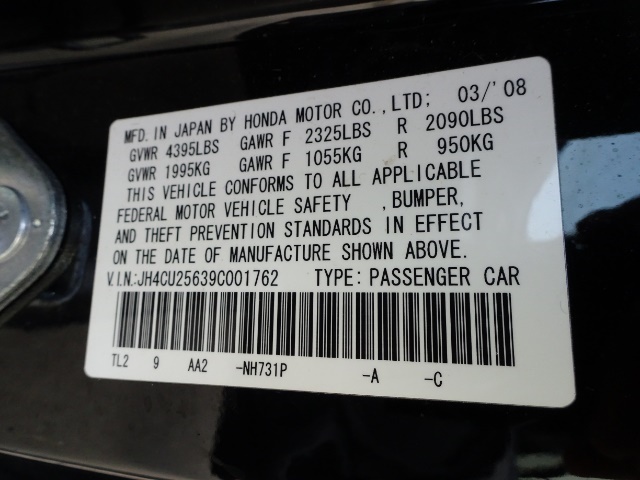 MFD. IN JAPAN BY HONDA MOTOR CO.,LTD; 03/'08
GVWR 4395LBS GAWR F 2325LBS R 2090LBS
GVWR 1995KG GAWR F 1055KG R 950KG
THIS VEHICLE CONFORMS TO ALL APPLICABLE
FEDERAL MOTOR VEHICLE SAFETY ,BUMPER,
AND THEFT PREVENTION STANDARDS IN EFFECT
ON THE DATE OF MANUFACTURE SHOWN ABOVE.
V.I.N.:JH4CU25639C001762 TYPE: PASSENGER CAR
TL2 9 AA2 -NH731P -A -C